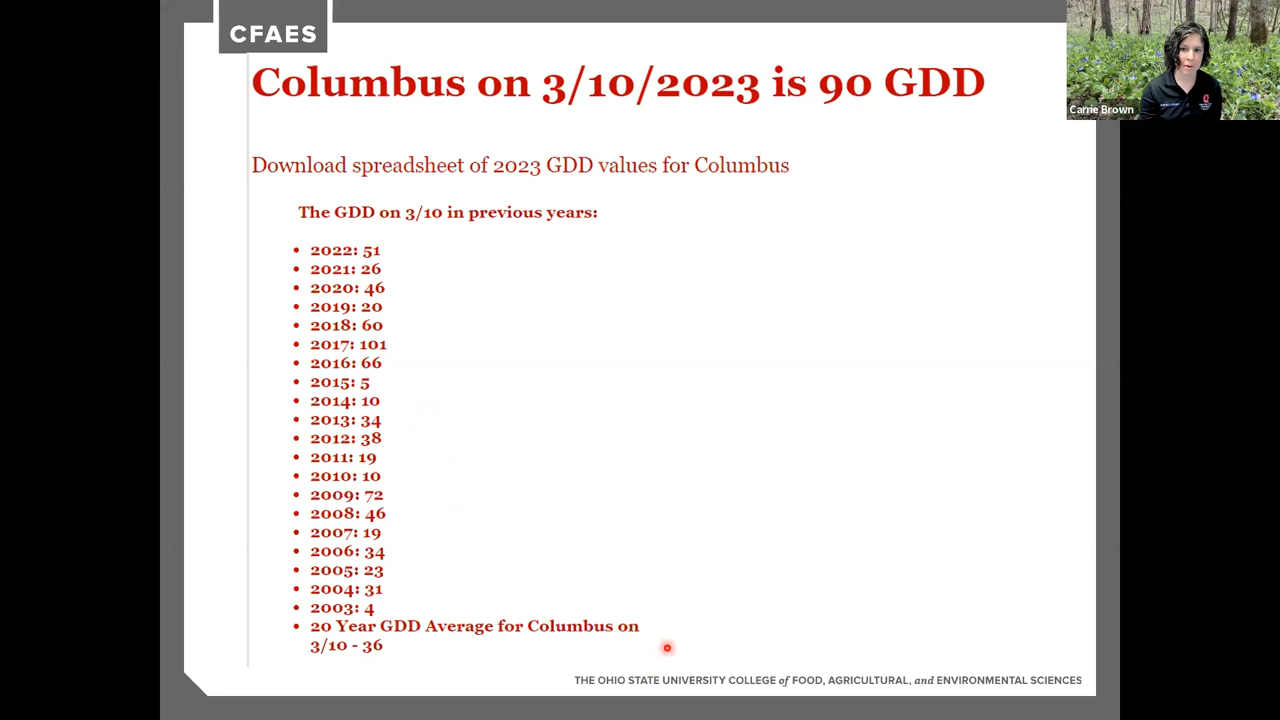 CFAES
Columbus on 3/10/2023 is 90 GDD
Carrie Brown
Download spreadsheet of 2023 GDD values for Columbus
The GDD on 3/10 in previous years:
• 2022: 51
• 2021: 26
• 2020: 46
• 2019: 20
• 2018: 60
• 2017: 101
• 2016: 66
• 2015: 5
• 2014: 10
• 2013: 34
• 2012: 38
• 2011: 19
• 2010: 10
• 2009: 72
• 2008: 46
• 2007: 19
• 2006: 34
• 2005: 23
• 2004: 31
• 2003: 4
• 20 Year GDD Average for Columbus on
3/10 - 36
THE OHIO STATE UNIVERSITY COLLEGE of FOOD, AGRICULTURAL, and ENVIRONMENTAL SCIENCES